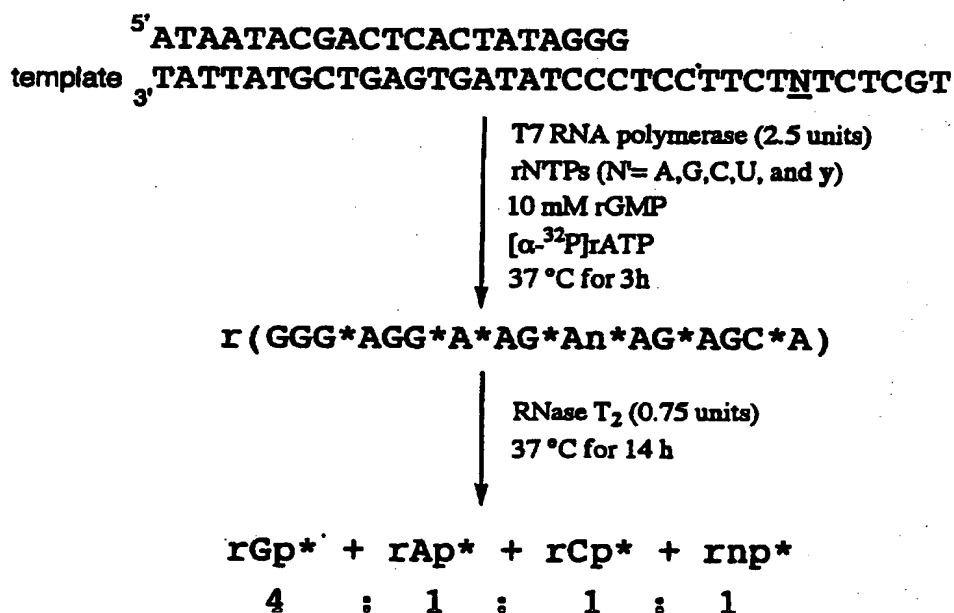 5'ATAATACGACTCACTATAGGG
template 3'TATTATGCTGAGTGATATCCCTCCTTCTNTCTCGT
T7 RNA polymerase (2.5 units)
rNTPs (N'= A,G,C,U, and y)
10 mM rGMP
[α-32P]rATP
37 °C for 3h
r(GGG*AGG*A*AG*An*AG*AGC*A)
RNase T2 (0.75 units)
37 °C for 14 h
rGp* + rAp* + rCp* + rnp*
4 : 1 : 1 : 1